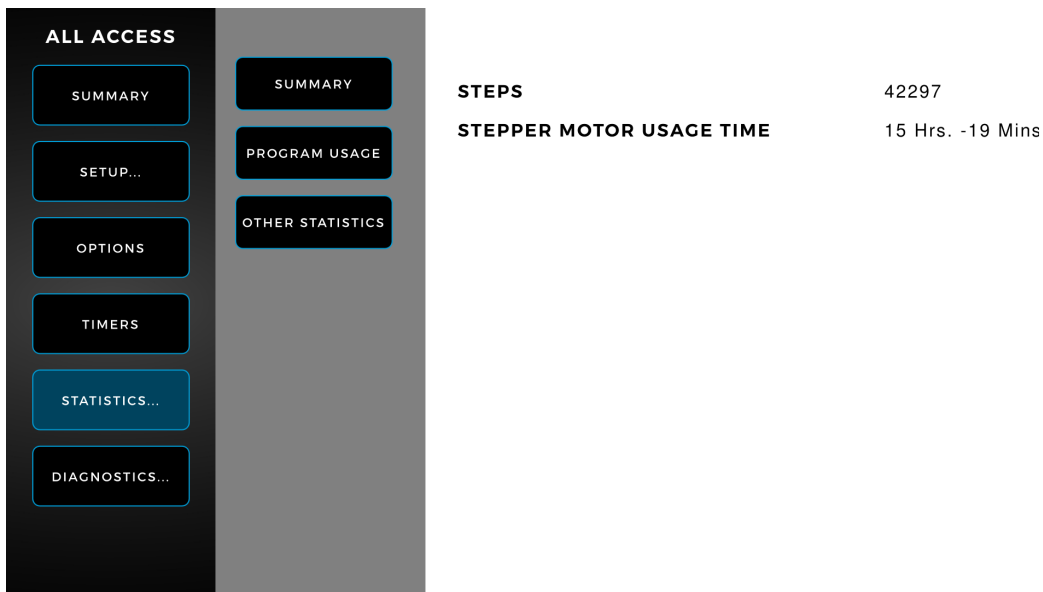 ALL ACCESS
SUMMARY
SETUP...
OPTIONS
TIMERS
STATISTICS...
DIAGNOSTICS...
SUMMARY
PROGRAM USAGE
OTHER STATISTICS
STEPS 42297
STEPPER MOTOR USAGE TIME 15 Hrs. -19 Mins